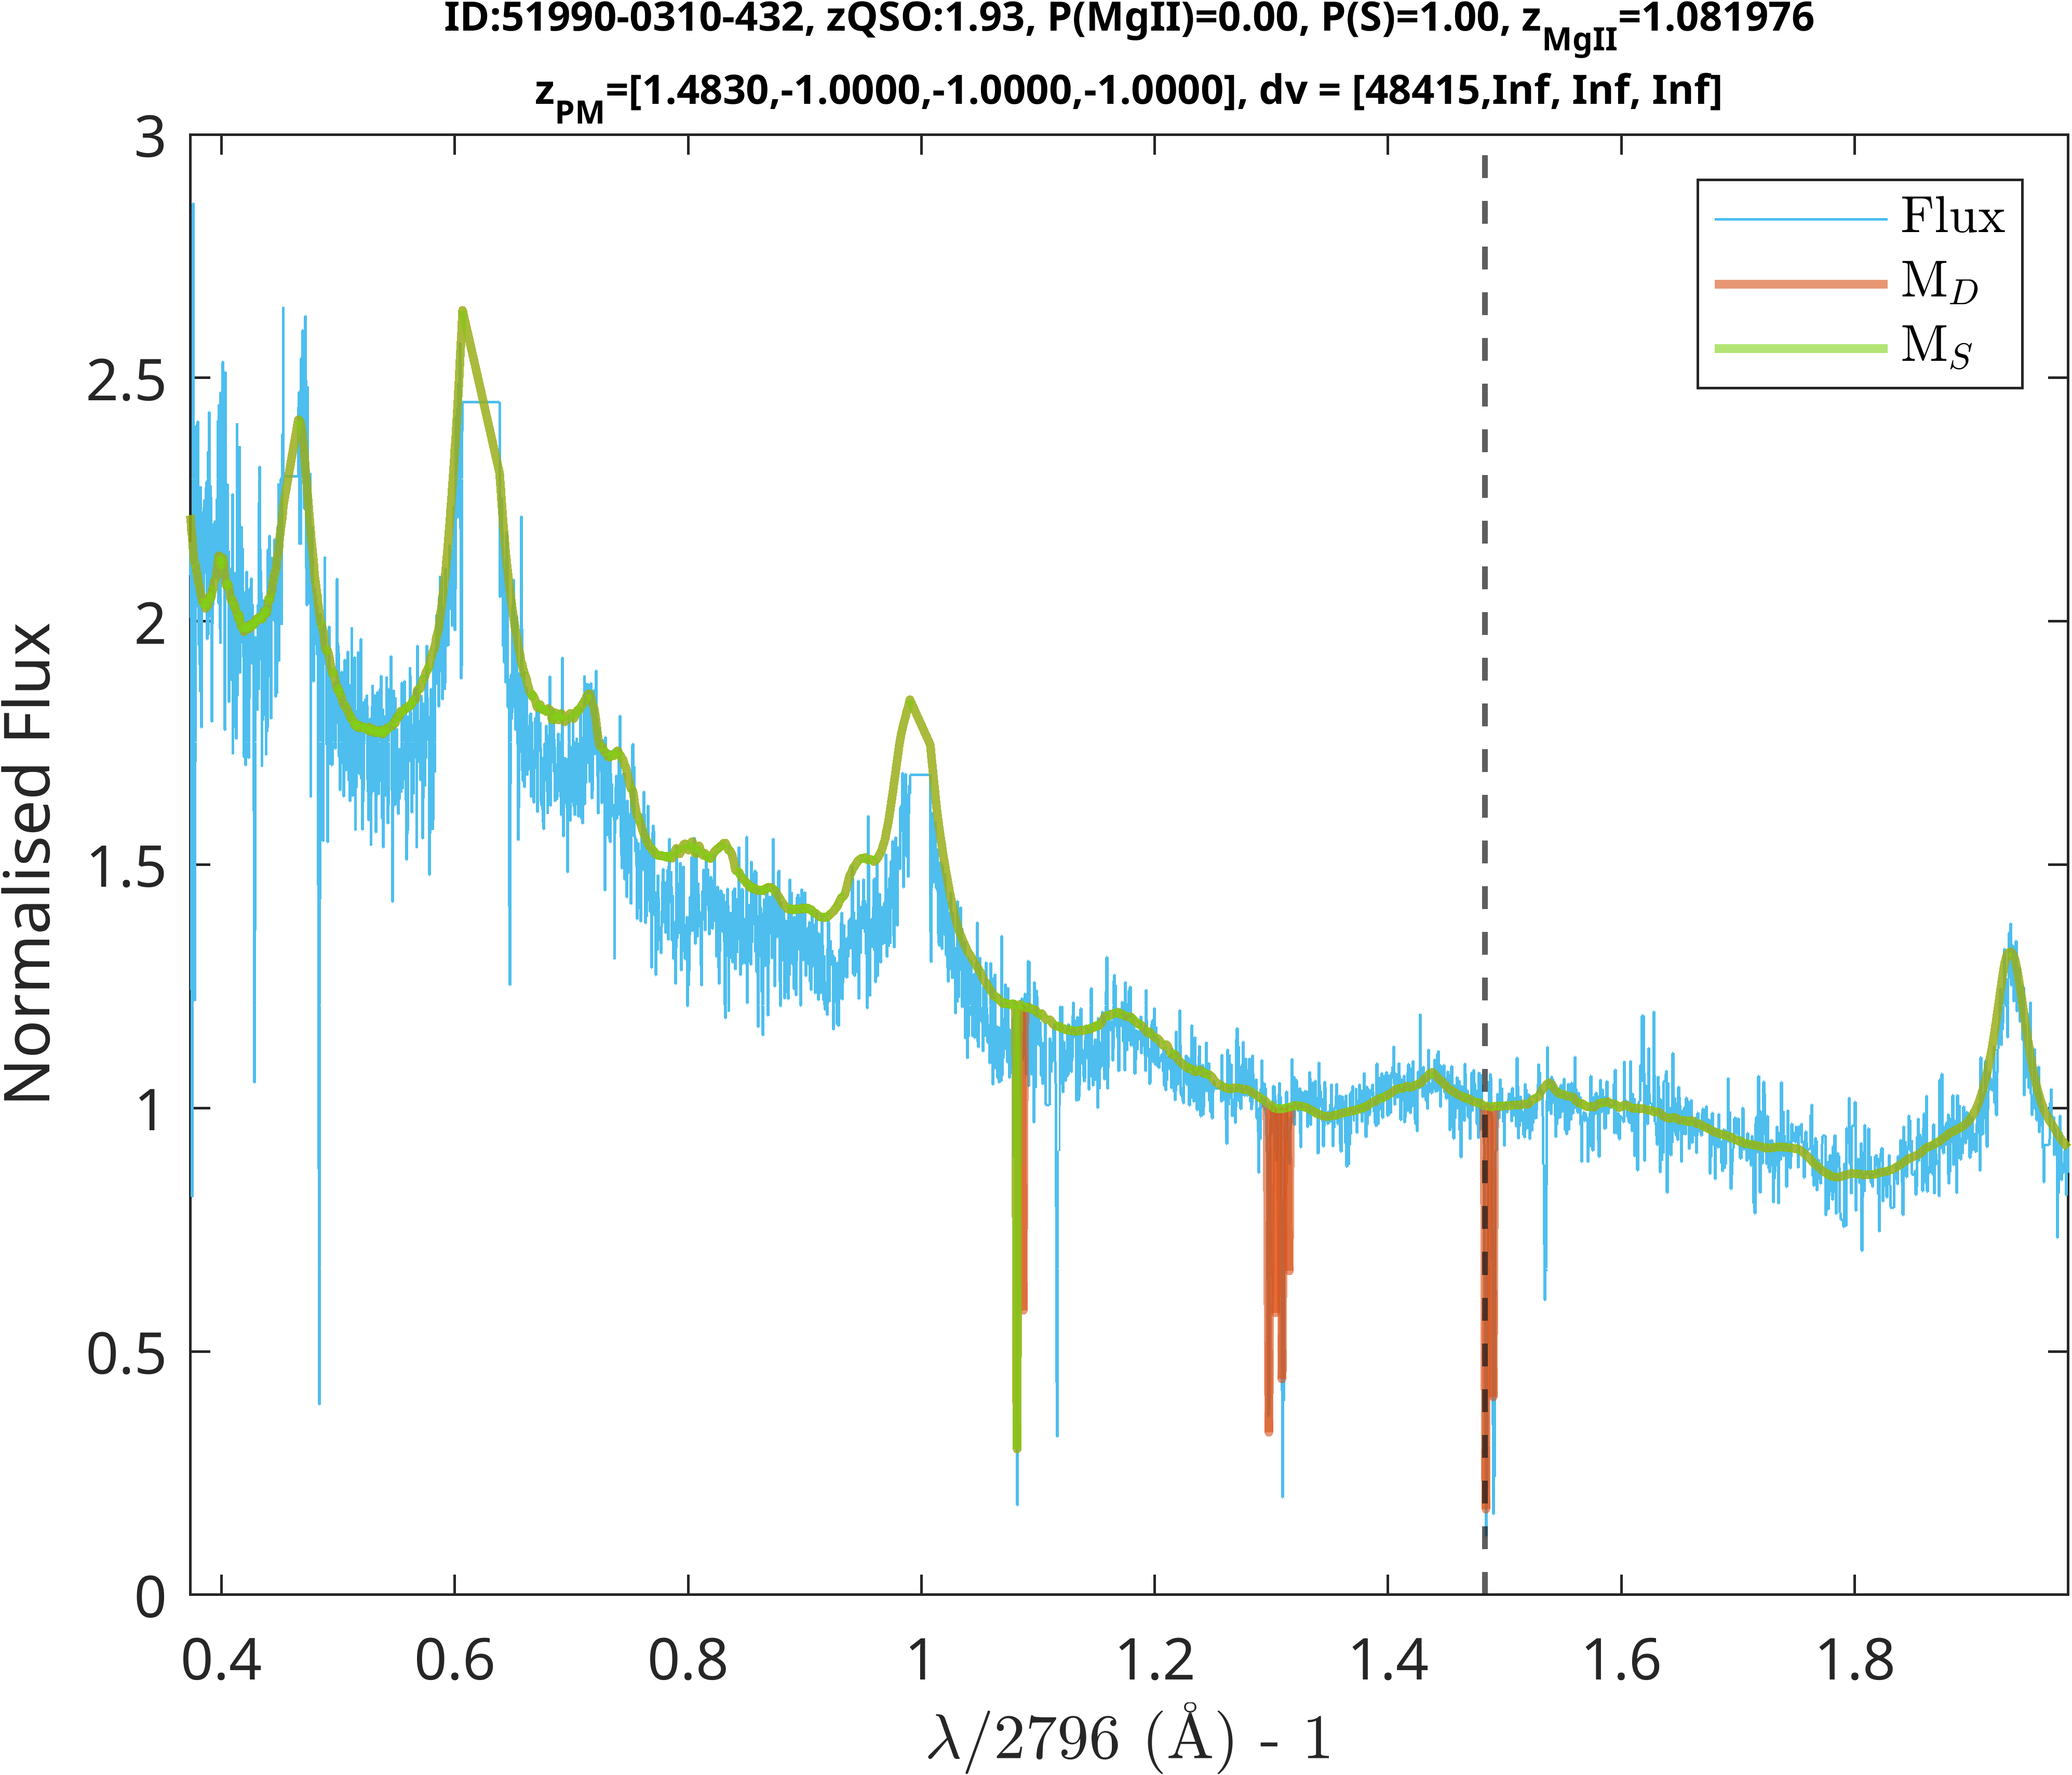 ID:51990-0310-432, zQSO:1.93, P(MgII)=0.00, P(S)=1.00, zMgII=1.081976
zPM=[1.4830,-1.0000,-1.0000,-1.0000], dv = [48415,Inf, Inf, Inf]
3
2.5
2
1.5
1
0.5
0
Normalised Flux
Flux
MD
MS
0.4 0.6 0.8 1 1.2 1.4 1.6 1.8
λ/2796 (Å) - 1